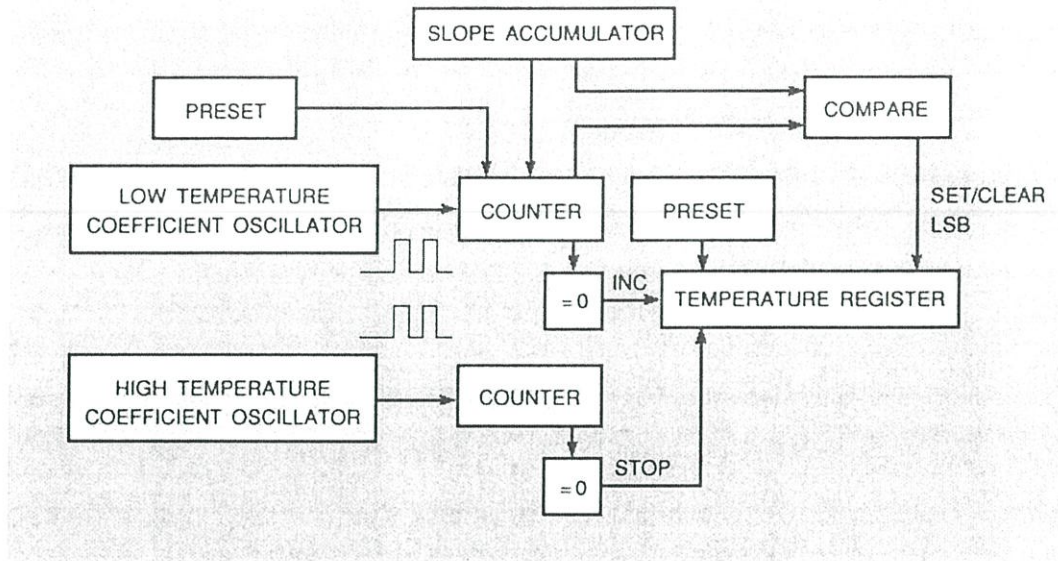 SLOPE ACCUMULATOR
PRESET
COMPARE
LOW TEMPERATURE
COEFFICIENT OSCILLATOR
COUNTER
PRESET
SET/CLEAR
LSB
= 0
INC
TEMPERATURE REGISTER
HIGH TEMPERATURE
COEFFICIENT OSCILLATOR
COUNTER
= 0
STOP